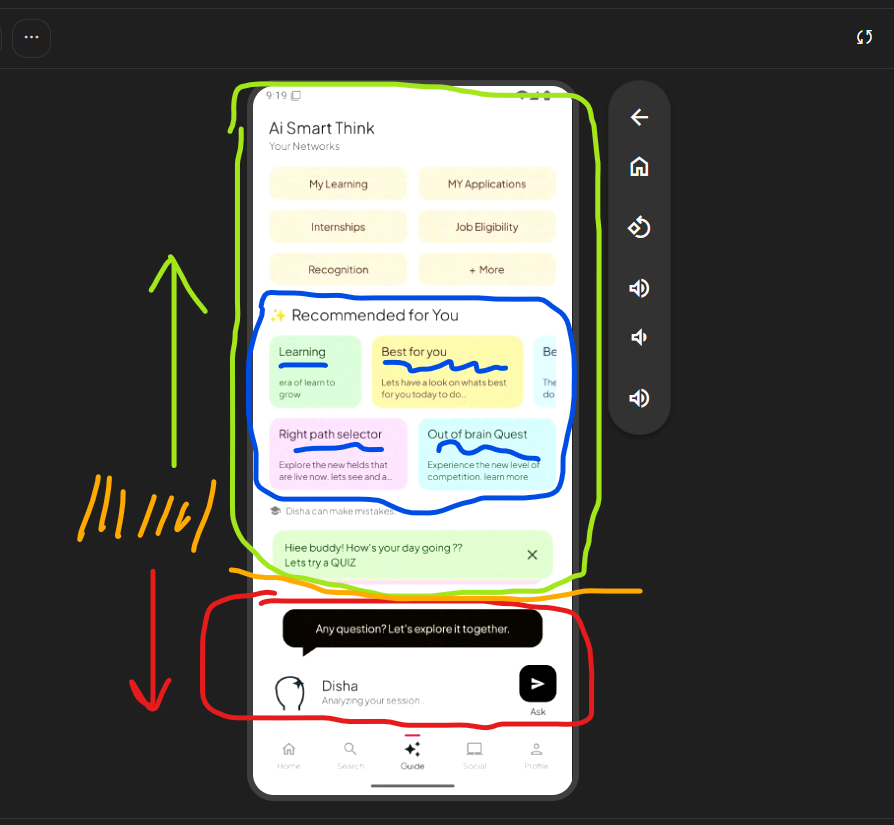 9:19
Ai Smart Think
Your Networks
My Learning
MY Applications
Internships
Job Eligibility
Recognition
+ More
✨ Recommended for You
Learning
era of learn to
grow
Best for you
Lets have a look on whats best
for you today to do...
Be
The
do
Right path selector
Explore the new fields that
are live now. lets see and a...
Out of brain Quest
Experience the new level of
competition. learn more
Disha can make mistakes
Hiee buddy! How's your day going ??
Lets try a QUIZ
Any question? Let's explore it together.
Disha
Analyzing your session..
Ask
Home
Search
Guide
Social
Profile